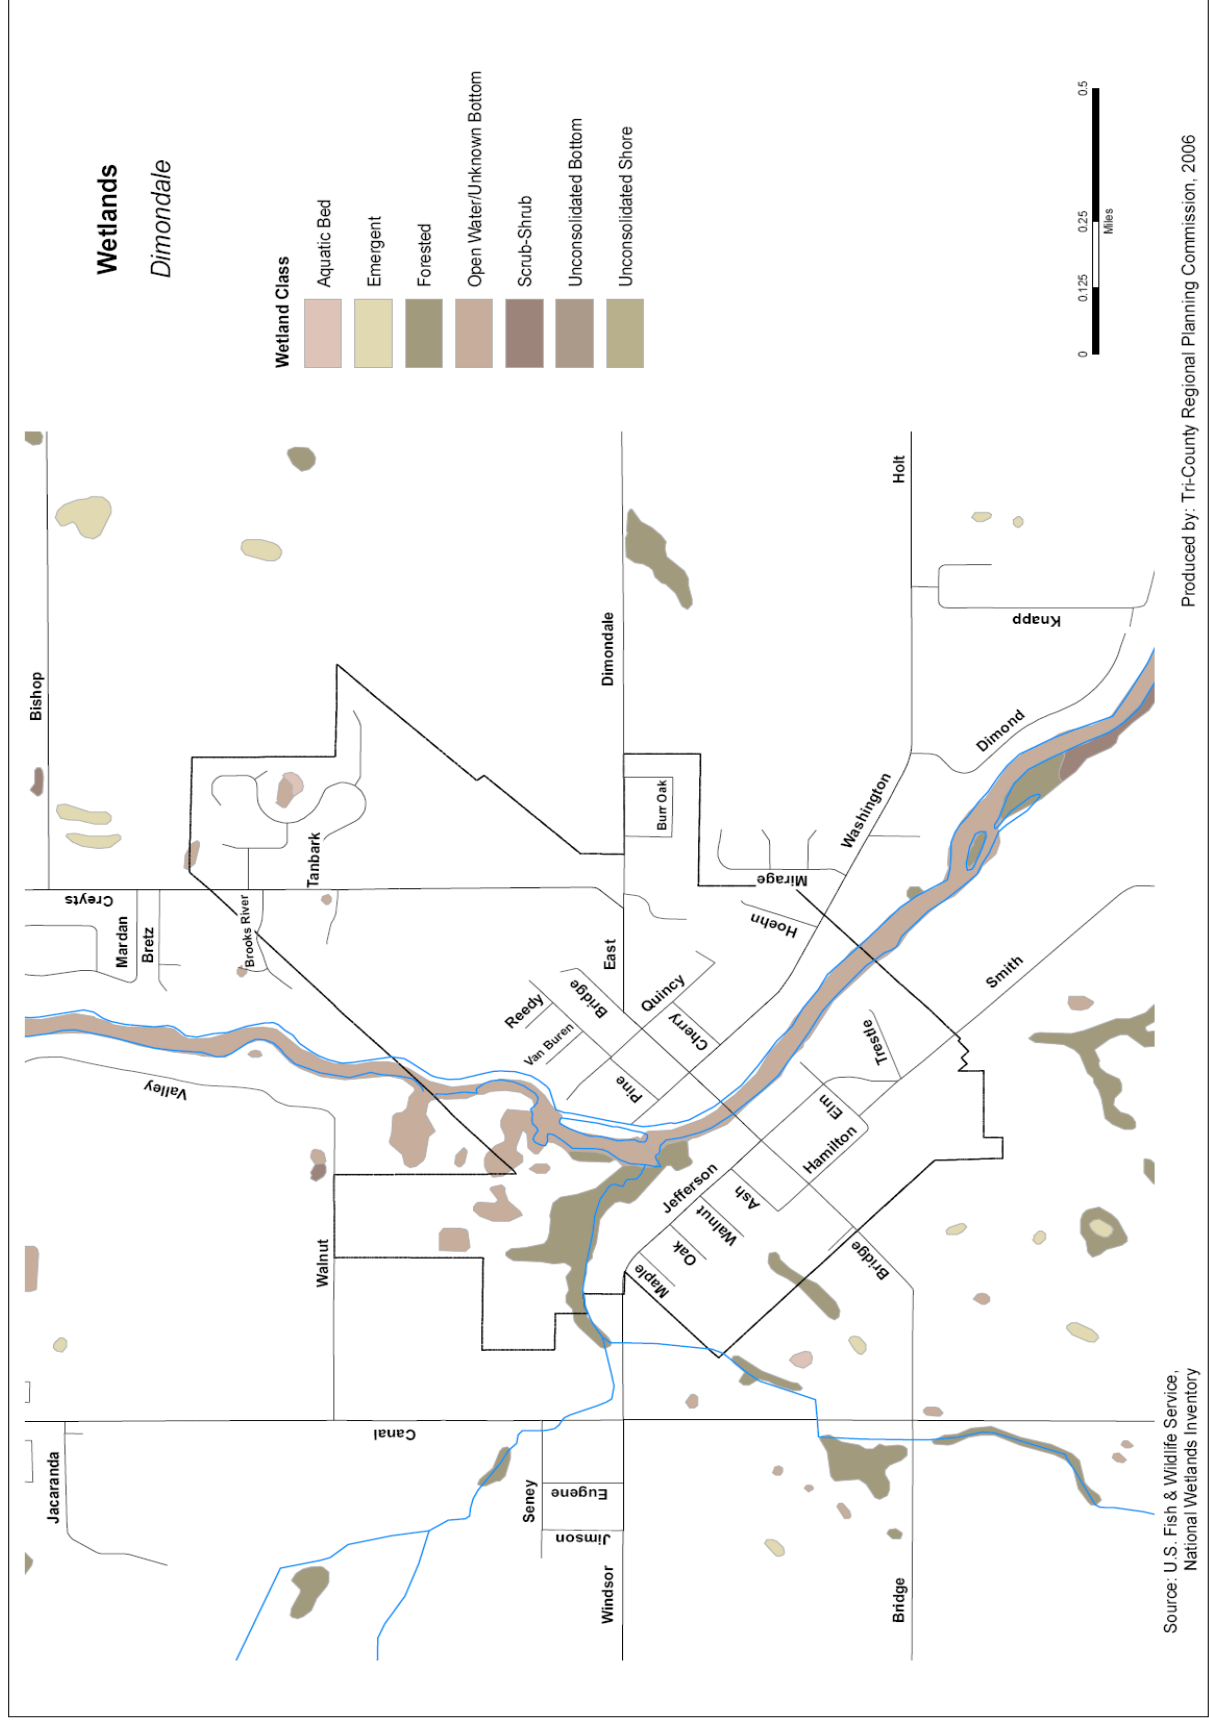 Wetlands
Dimondale
Wetland Class
Aquatic Bed
Emergent
Forested
Open Water/Unknown Bottom
Scrub-Shrub
Unconsolidated Bottom
Unconsolidated Shore
0 0.125 0.25 0.5
Miles
Bishop
Creyts
Mardan
Bretz
Brooks River
Tanbark
Valley
Walnut
Jacaranda
Canal
Seney
Eugene
Jimson
Windsor
Dimondale
East
Burr Oak
Reedy
Bridge
Van Buren
Quincy
Cherry
Pine
Hoehn
Mirage
Washington
Holt
Knapp
Dimond
Smith
Trestle
Elm
Hamilton
Jefferson
Ash
Walnut
Oak
Maple
Bridge
Bridge
Source: U.S. Fish & Wildlife Service,
National Wetlands Inventory
Produced by: Tri-County Regional Planning Commission, 2006